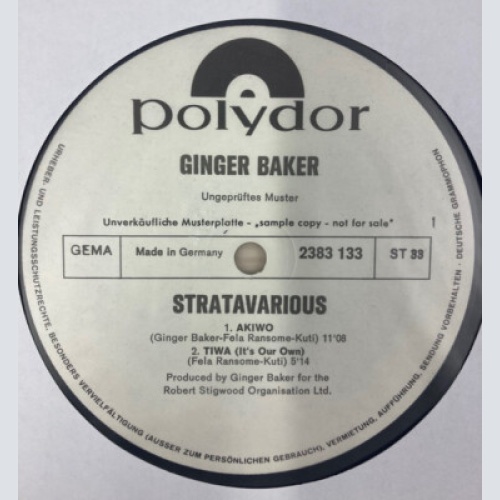 polydor
GINGER BAKER
Ungeprüftes Muster
Unverkäufliche Musterplatte - „sample copy - not for sale"
1
GEMA
Made in Germany
2383 133
ST 33
STRATAVARIOUS
1. AKIWO
(Ginger Baker-Fela Ransome-Kuti) 11'08
2. TIWA (It's Our Own)
(Fela Ransome-Kuti) 5'14
Produced by Ginger Baker for the
Robert Stigwood Organisation Ltd.
URHEBER- UND LEISTUNGSSCHUTZRECHTE, BESONDERS VERVIELFÄLTIGUNG (AUSSER ZUM PERSÖNLICHEN GEBRAUCH), VERMIETUNG, AUFFÜHRUNG, SENDUNG VORBEHALTEN · DEUTSCHE GRAMMOPHON